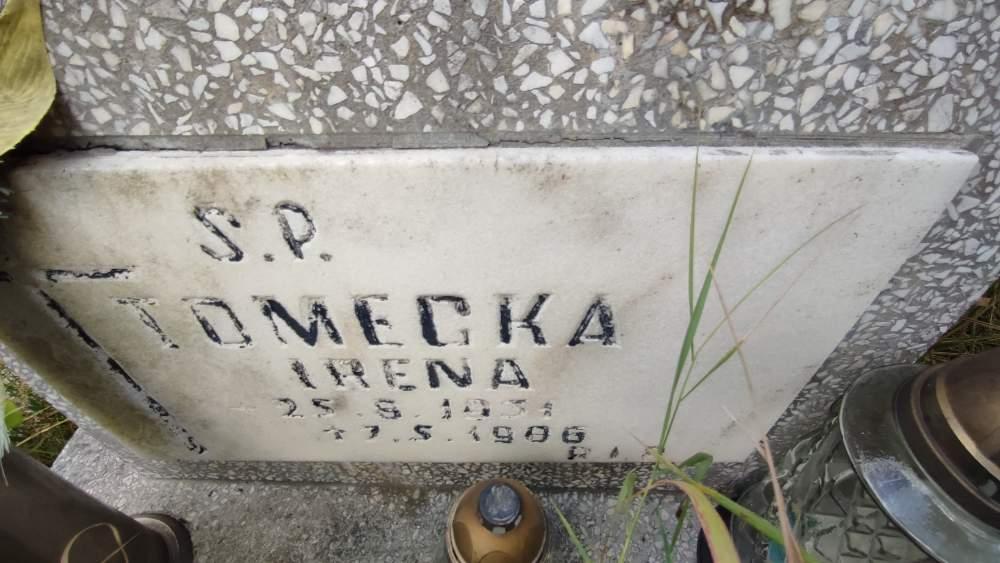 S.P.
TOMECKA
IRENA
25.8.1931
+7.5.1986